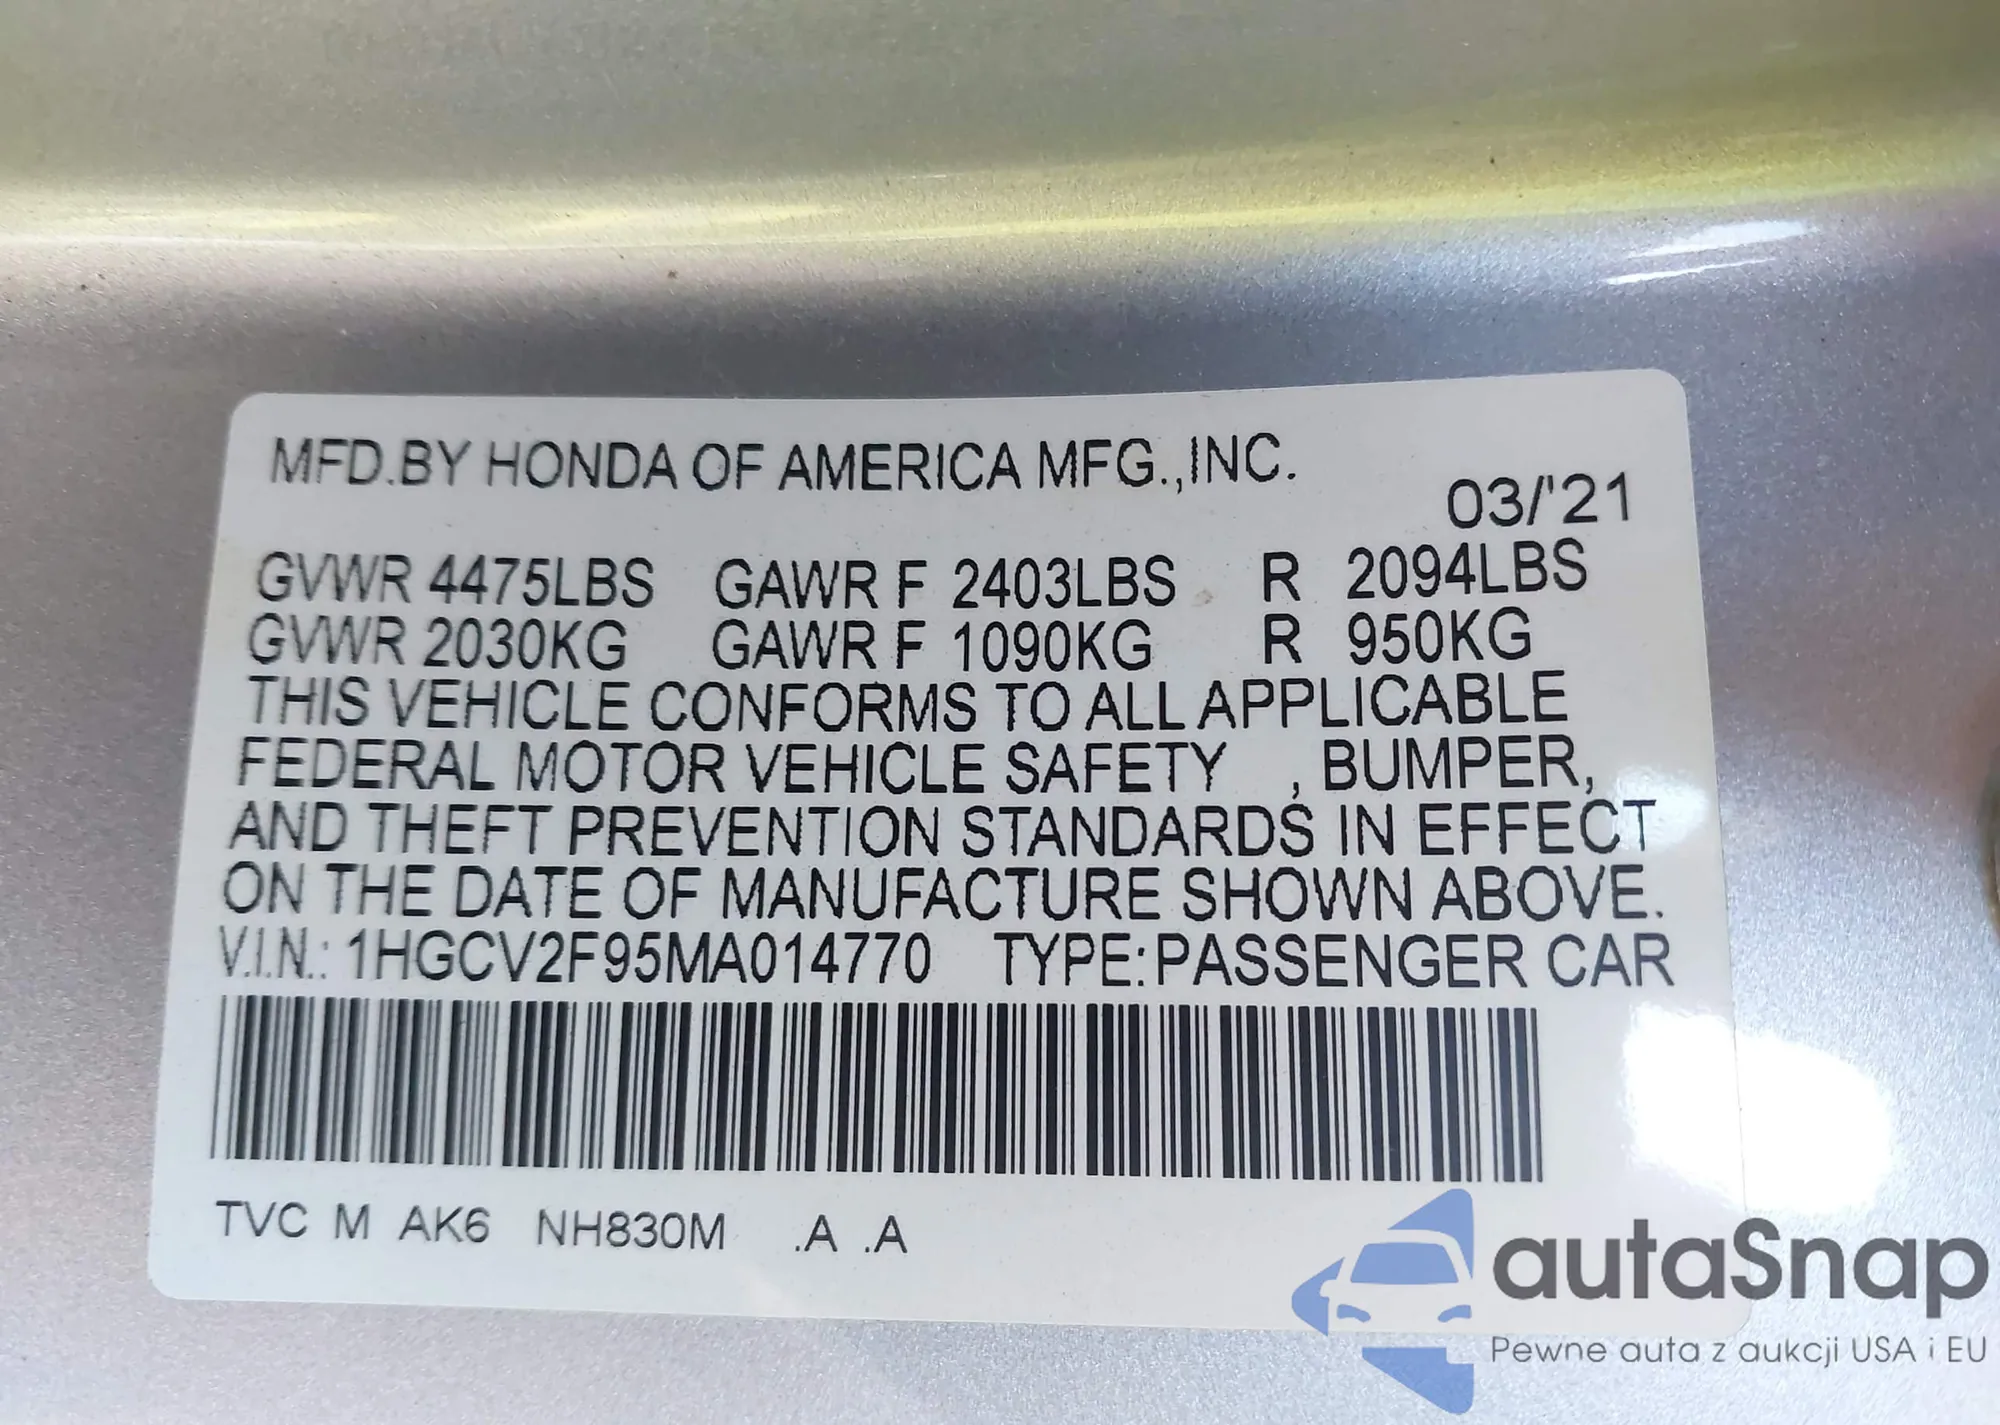 MFD.BY HONDA OF AMERICA MFG.,INC.
03/'21
GVWR 4475LBS GAWR F 2403LBS R 2094LBS
GVWR 2030KG GAWR F 1090KG R 950KG
THIS VEHICLE CONFORMS TO ALL APPLICABLE
FEDERAL MOTOR VEHICLE SAFETY , BUMPER,
AND THEFT PREVENTION STANDARDS IN EFFECT
ON THE DATE OF MANUFACTURE SHOWN ABOVE.
V.I.N.: 1HGCV2F95MA014770 TYPE:PASSENGER CAR
TVC M AK6 NH830M .A .A
autaSnap
Pewne auta z aukcji USA i EU